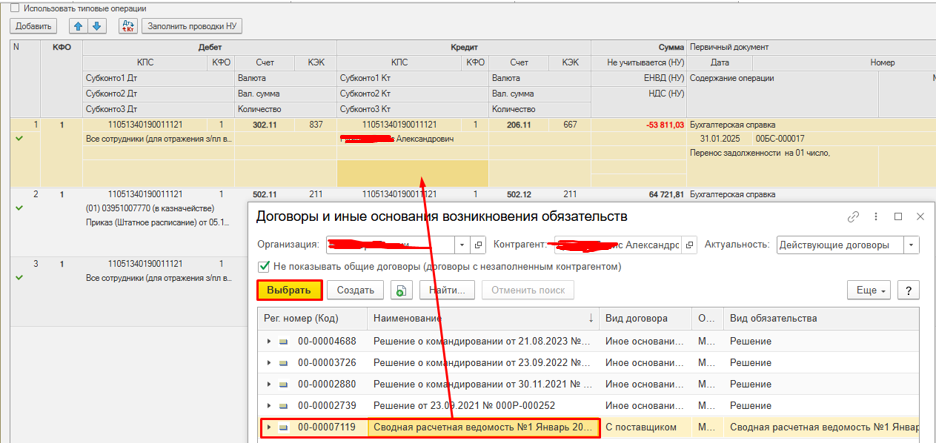 Использовать типовые операции
Добавить Дт Кт Заполнить проводки НУ
N КФО Дебет Кредит Сумма Первичный документ
КПС КФО Счет КЭК КПС КФО Счет КЭК Не учитывается (НУ) Дата Номер
Субконто1 Дт Валюта Субконто1 Кт Валюта ЕНВД (НУ) Содержание операции
Субконто2 Дт Вал. сумма Субконто2 Кт Вал. сумма НДС (НУ)
Субконто3 Дт Количество Субконто3 Кт Количество
1 1 11051340190011121 1 302.11 837 11051340190011121 1 206.11 667 -53 811,03 Бухгалтерская справка
Все сотрудники (для отражения з/пл в... Александрович 31.01.2025 00БС-000017
Перенос задолженности на 01 число,
2 1 11051340190011121 1 502.11 211 11051340190011121 1 502.12 211 64 721,81 Бухгалтерская справка
(01) 03951007770 (в казначействе)
Приказ (Штатное расписание) от 05.1...
3 1 11051340190011121 1
Все сотрудники (для отражения з/пл в...
Договоры и иные основания возникновения обязательств
Организация: Контрагент: Александро Актуальность: Действующие договоры
Не показывать общие договоры (договоры с незаполненным контрагентом)
Выбрать Создать Найти... Отменить поиск Еще ?
Рег. номер (Код) Наименование ↓ Вид договора О... Вид обязательства
00-00004688 Решение о командировании от 21.08.2023 №... Иное основани... М... Решение
00-00003726 Решение о командировании от 23.09.2022 №... Иное основани... М... Решение
00-00002880 Решение о командировании от 30.11.2021 № ... Иное основани... М... Решение
00-00002739 Решение от 23.09.2021 № 000Р-000252 Иное основани... М... Решение
00-00007119 Сводная расчетная ведомость №1 Январь 20... С поставщиком М... Сводная расчетная ведомость №1 Январ